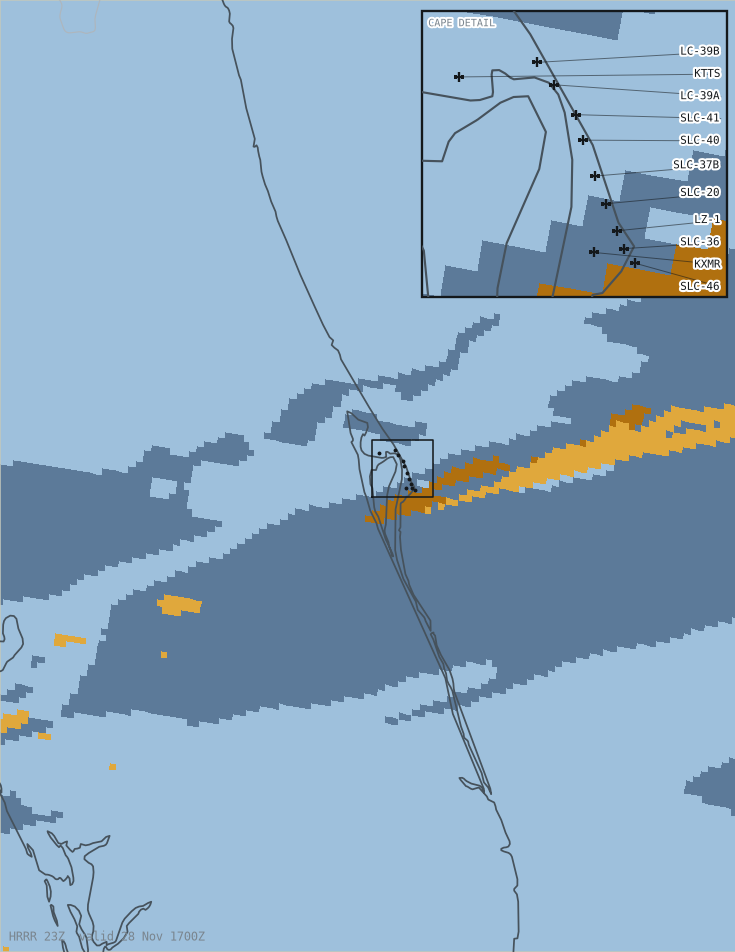 CAPE DETAIL
LC-39B
KTTS
LC-39A
SLC-41
SLC-40
SLC-37B
SLC-20
LZ-1
SLC-36
KXMR
SLC-46
HRRR 23Z valid 28 Nov 1700Z